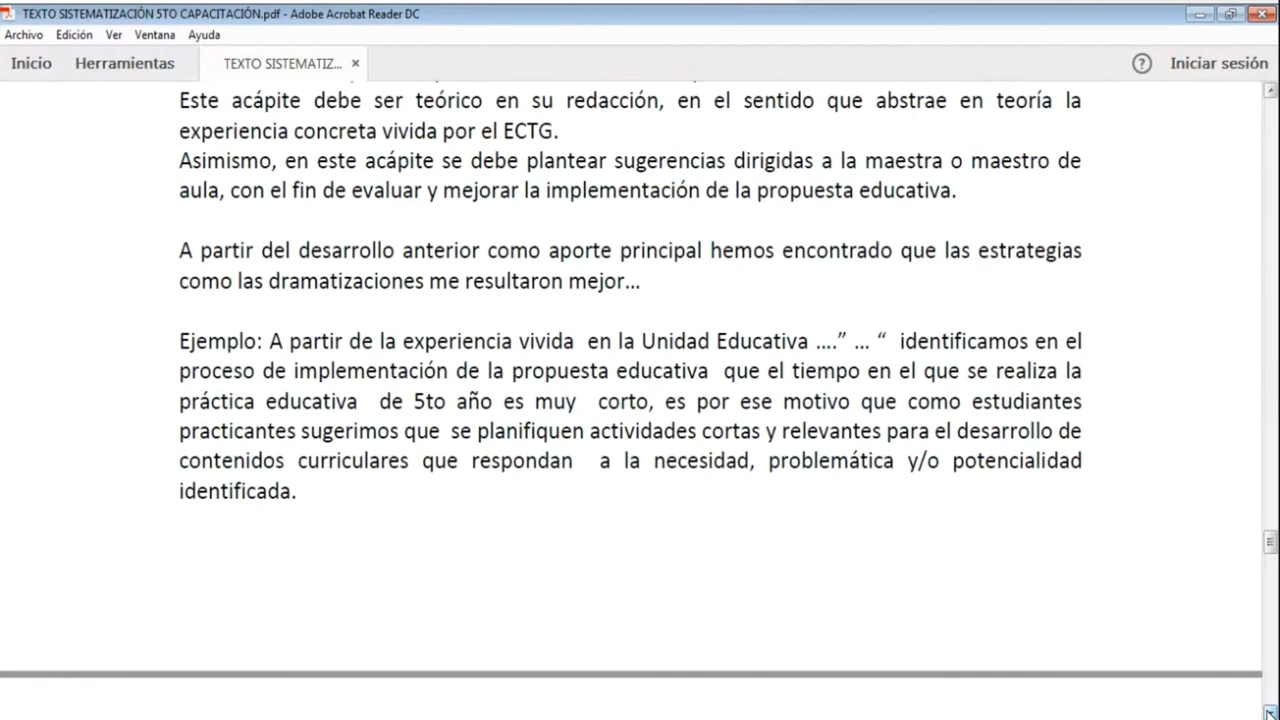 TEXTO SISTEMATIZACIÓN 5TO CAPACITACIÓN.pdf - Adobe Acrobat Reader DC
Archivo Edición Ver Ventana Ayuda
Inicio Herramientas TEXTO SISTEMATIZ... × ? Iniciar sesión
Este acápite debe ser teórico en su redacción, en el sentido que abstrae en teoría la
experiencia concreta vivida por el ECTG.
Asimismo, en este acápite se debe plantear sugerencias dirigidas a la maestra o maestro de
aula, con el fin de evaluar y mejorar la implementación de la propuesta educativa.
A partir del desarrollo anterior como aporte principal hemos encontrado que las estrategias
como las dramatizaciones me resultaron mejor...
Ejemplo: A partir de la experiencia vivida en la Unidad Educativa ....” ... “ identificamos en el
proceso de implementación de la propuesta educativa que el tiempo en el que se realiza la
práctica educativa de 5to año es muy corto, es por ese motivo que como estudiantes
practicantes sugerimos que se planifiquen actividades cortas y relevantes para el desarrollo de
contenidos curriculares que respondan a la necesidad, problemática y/o potencialidad
identificada.